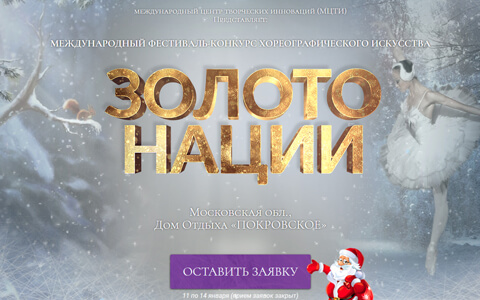 МЕЖДУНАРОДНЫЙ ЦЕНТР ТВОРЧЕСКИХ ИННОВАЦИЙ (МЦТИ)
Представляет
МЕЖДУНАРОДНЫЙ ФЕСТИВАЛЬ-КОНКУРС ХОРЕОГРАФИЧЕСКОГО ИСКУССТВА
ЗОЛОТО
НАЦИИ
Московская обл.,
Дом Отдыха «ПОКРОВСКОЕ»
ОСТАВИТЬ ЗАЯВКУ
11 по 14 января (прием заявок закрыт)